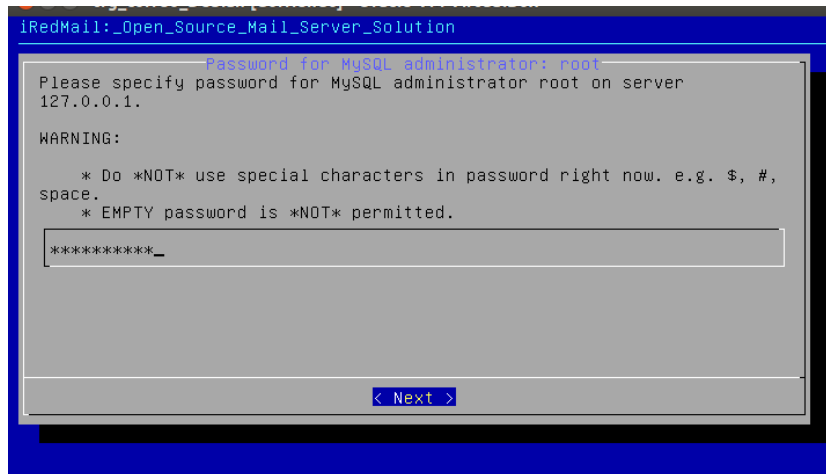 iRedMail:_Open_Source_Mail_Server_Solution
Password for MySQL administrator: root
Please specify password for MySQL administrator root on server
127.0.0.1.
WARNING:
* Do *NOT* use special characters in password right now. e.g. $, #,
space.
* EMPTY password is *NOT* permitted.
**********_
< Next >